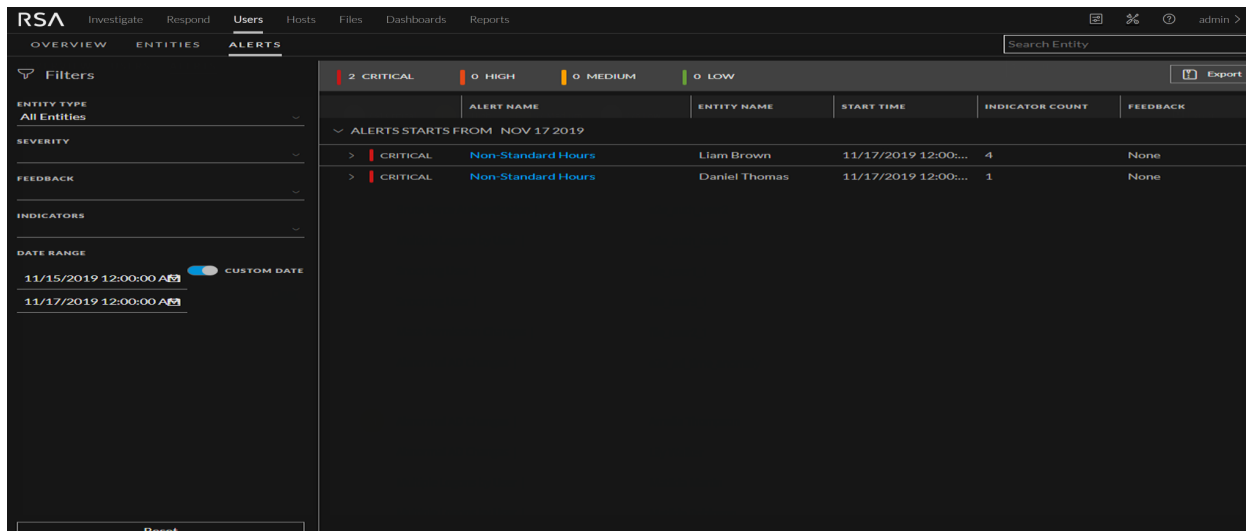 RSA Investigate Respond Users Hosts Files Dashboards Reports admin >
OVERVIEW ENTITIES ALERTS Search Entity
Filters
2 CRITICAL 0 HIGH 0 MEDIUM 0 LOW Export
ENTITY TYPE
All Entities
SEVERITY
FEEDBACK
INDICATORS
DATE RANGE
11/15/2019 12:00:00 AM CUSTOM DATE
11/17/2019 12:00:00 AM
Reset
ALERT NAME ENTITY NAME START TIME INDICATOR COUNT FEEDBACK
ALERTS STARTS FROM NOV 17 2019
> CRITICAL Non-Standard Hours Liam Brown 11/17/2019 12:00:... 4 None
> CRITICAL Non-Standard Hours Daniel Thomas 11/17/2019 12:00:... 1 None